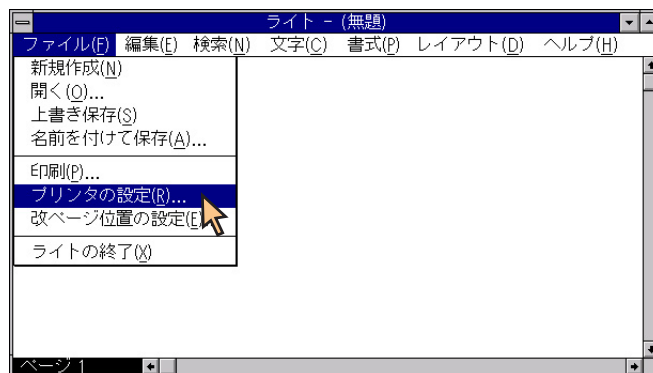 ライト - (無題)
ファイル(F) 編集(E) 検索(N) 文字(C) 書式(P) レイアウト(D) ヘルプ(H)
新規作成(N)
開く(O)...
上書き保存(S)
名前を付けて保存(A)...
印刷(P)...
プリンタの設定(R)...
改ページ位置の設定(E)
ライトの終了(X)
ページ 1